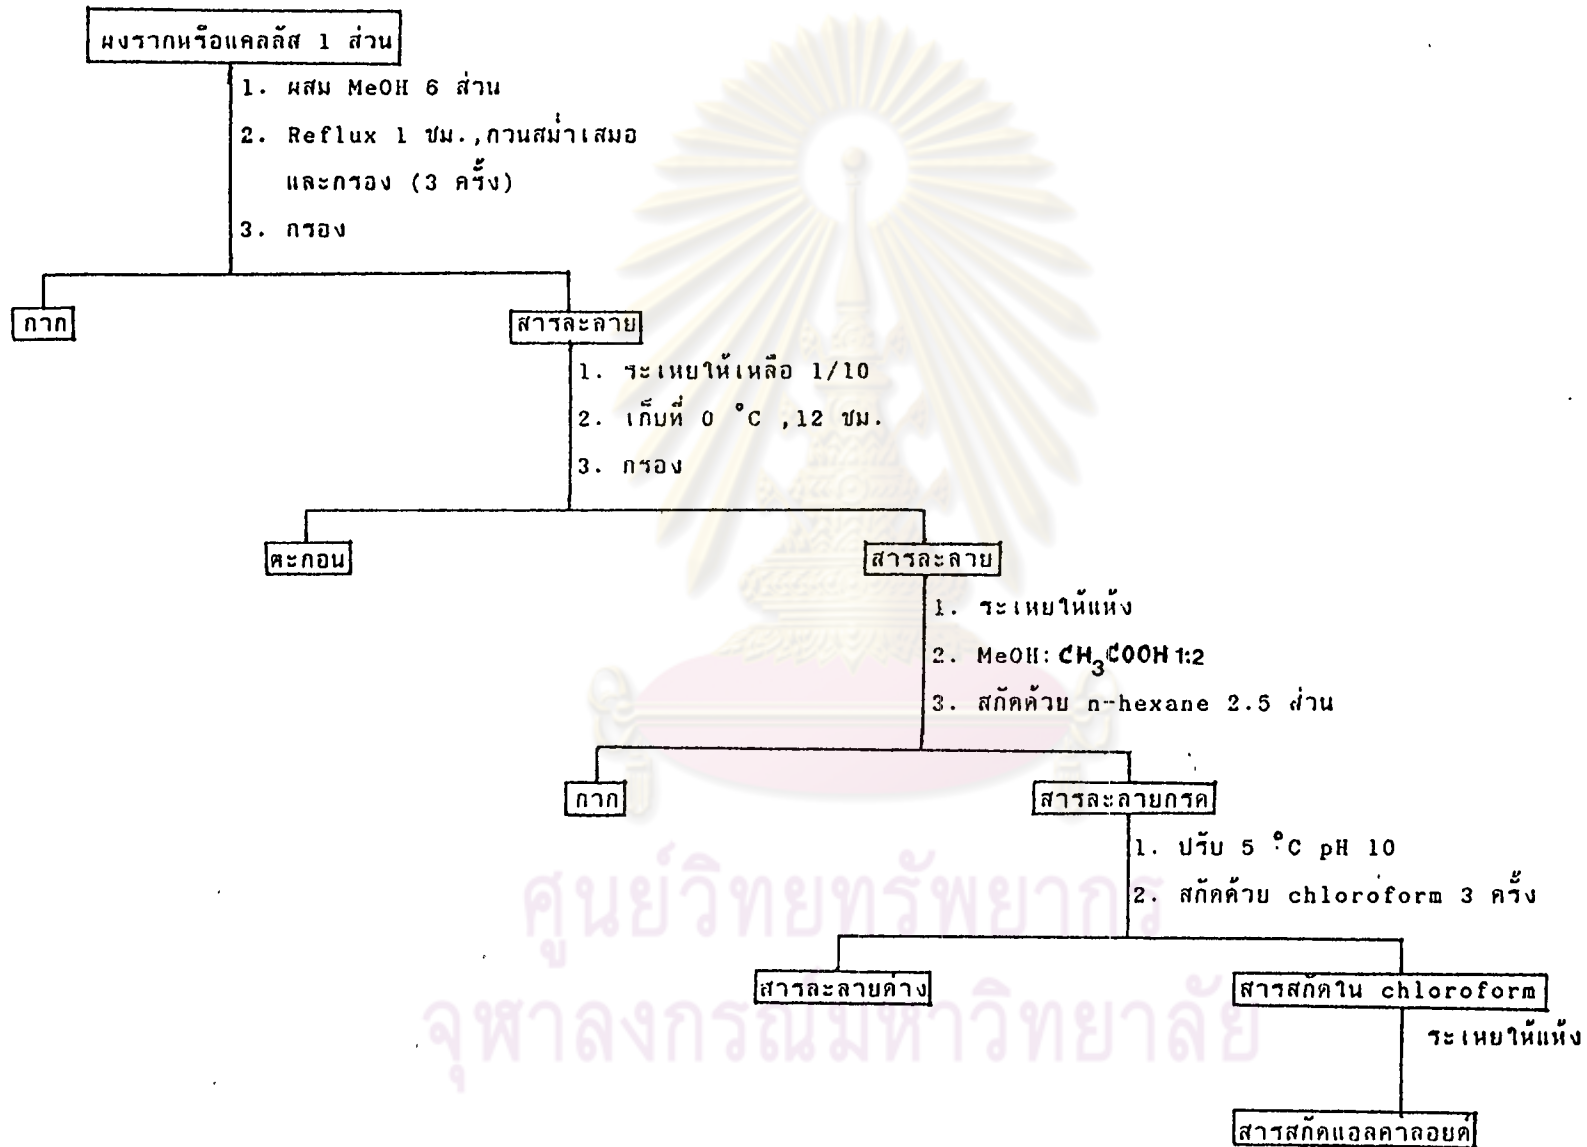 ผงรากหรือแคลลัส 1 ส่วน
1. ผสม MeOH 6 ส่วน
2. Reflux 1 ชม.,กวนสม่ำเสมอ
และกรอง (3 ครั้ง)
3. กรอง
กาก
สารละลาย
1. ระเหยให้เหลือ 1/10
2. เก็บที่ 0 °C ,12 ชม.
3. กรอง
ตะกอน
สารละลาย
1. ระเหยให้แห้ง
2. MeOH: CH₃COOH 1:2
3. สกัดด้วย n-hexane 2.5 ส่วน
กาก
สารละลายกรด
1. ปรับ 5 °C pH 10
2. สกัดด้วย chloroform 3 ครั้ง
สารละลายด่าง
สารสกัดใน chloroform
ระเหยให้แห้ง
สารสกัดแอลคาลอยด์
ศูนย์วิทยทรัพยากร
จุฬาลงกรณ์มหาวิทยาลัย